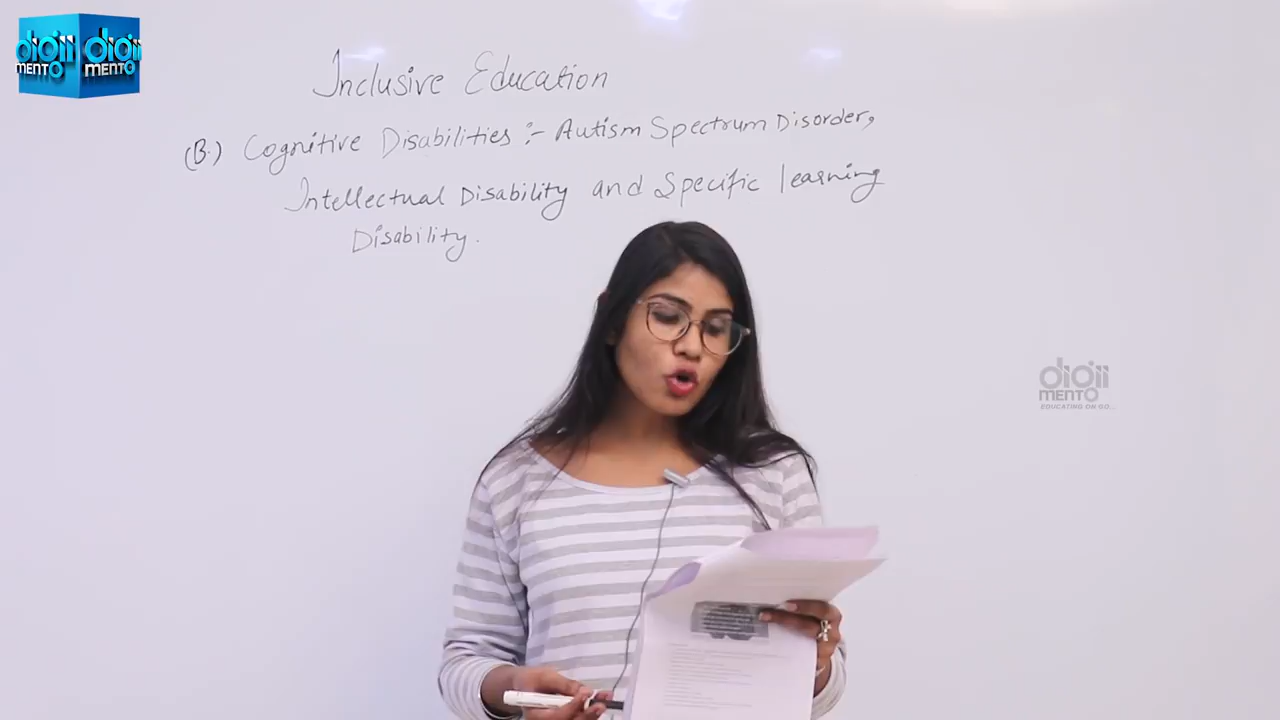 digii
MENTO
digii
MENTO
Inclusive Education
(B.) Cognitive Disabilities :- Autism Spectrum Disorder,
Intellectual Disability and Specific learning
Disability.
digii
MENTO
EDUCATING ON GO...